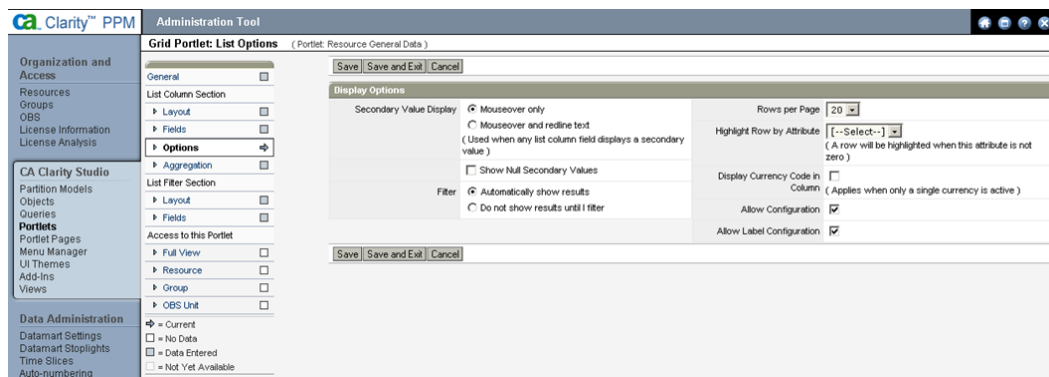 ca Clarity™ PPM
Administration Tool
Grid Portlet: List Options ( Portlet: Resource General Data )
Organization and
Access
Resources
Groups
OBS
License Information
License Analysis
CA Clarity Studio
Partition Models
Objects
Queries
Portlets
Portlet Pages
Menu Manager
UI Themes
Add-Ins
Views
Data Administration
Datamart Settings
Datamart Stoplights
Time Slices
Auto-numbering
General
List Column Section
Layout
Fields
Options
Aggregation
List Filter Section
Layout
Fields
Access to this Portlet
Full View
Resource
Group
OBS Unit
= Current
= No Data
= Data Entered
= Not Yet Available
Save Save and Exit Cancel
Display Options
Secondary Value Display
Mouseover only
Mouseover and redline text
( Used when any list column field displays a secondary
value )
Show Null Secondary Values
Filter
Automatically show results
Do not show results until I filter
Rows per Page 20
Highlight Row by Attribute [--Select--]
( A row will be highlighted when this attribute is not
zero )
Display Currency Code in
Column ( Applies when only a single currency is active )
Allow Configuration
Allow Label Configuration
Save Save and Exit Cancel